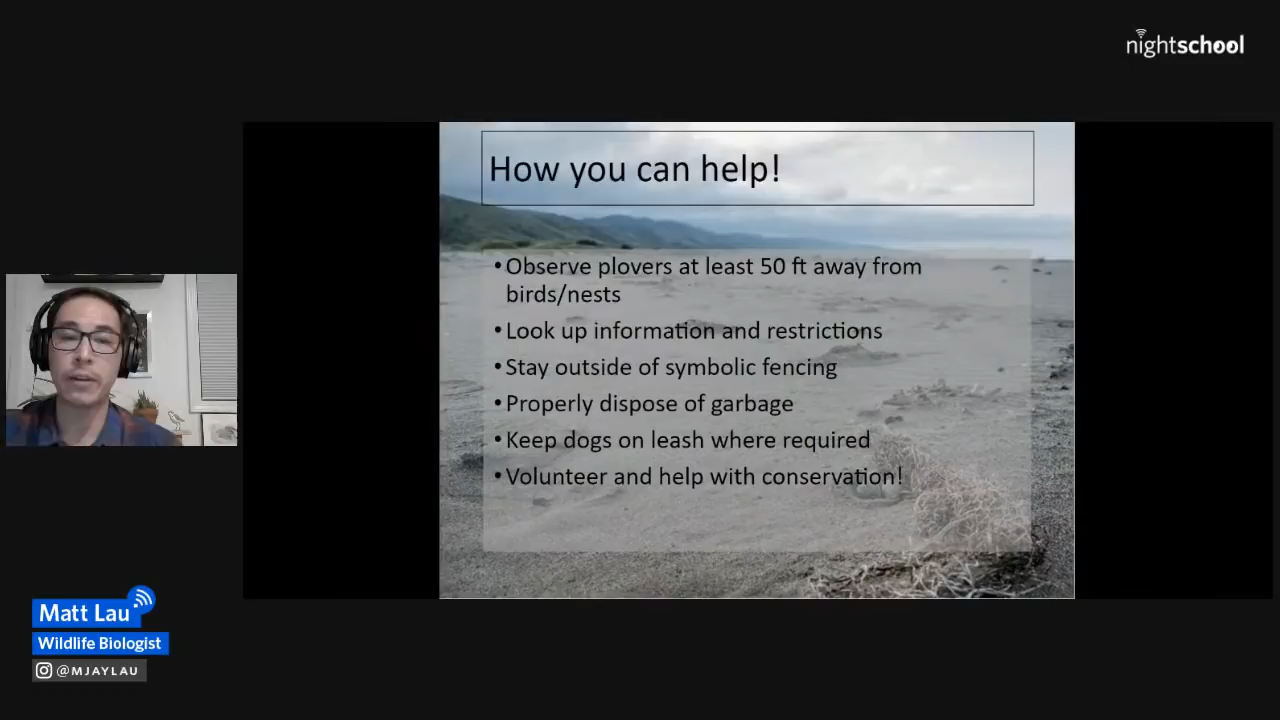 nightschool
How you can help!
•Observe plovers at least 50 ft away from
birds/nests
•Look up information and restrictions
•Stay outside of symbolic fencing
•Properly dispose of garbage
•Keep dogs on leash where required
•Volunteer and help with conservation!
Matt Lau
Wildlife Biologist
@MJAYLAU